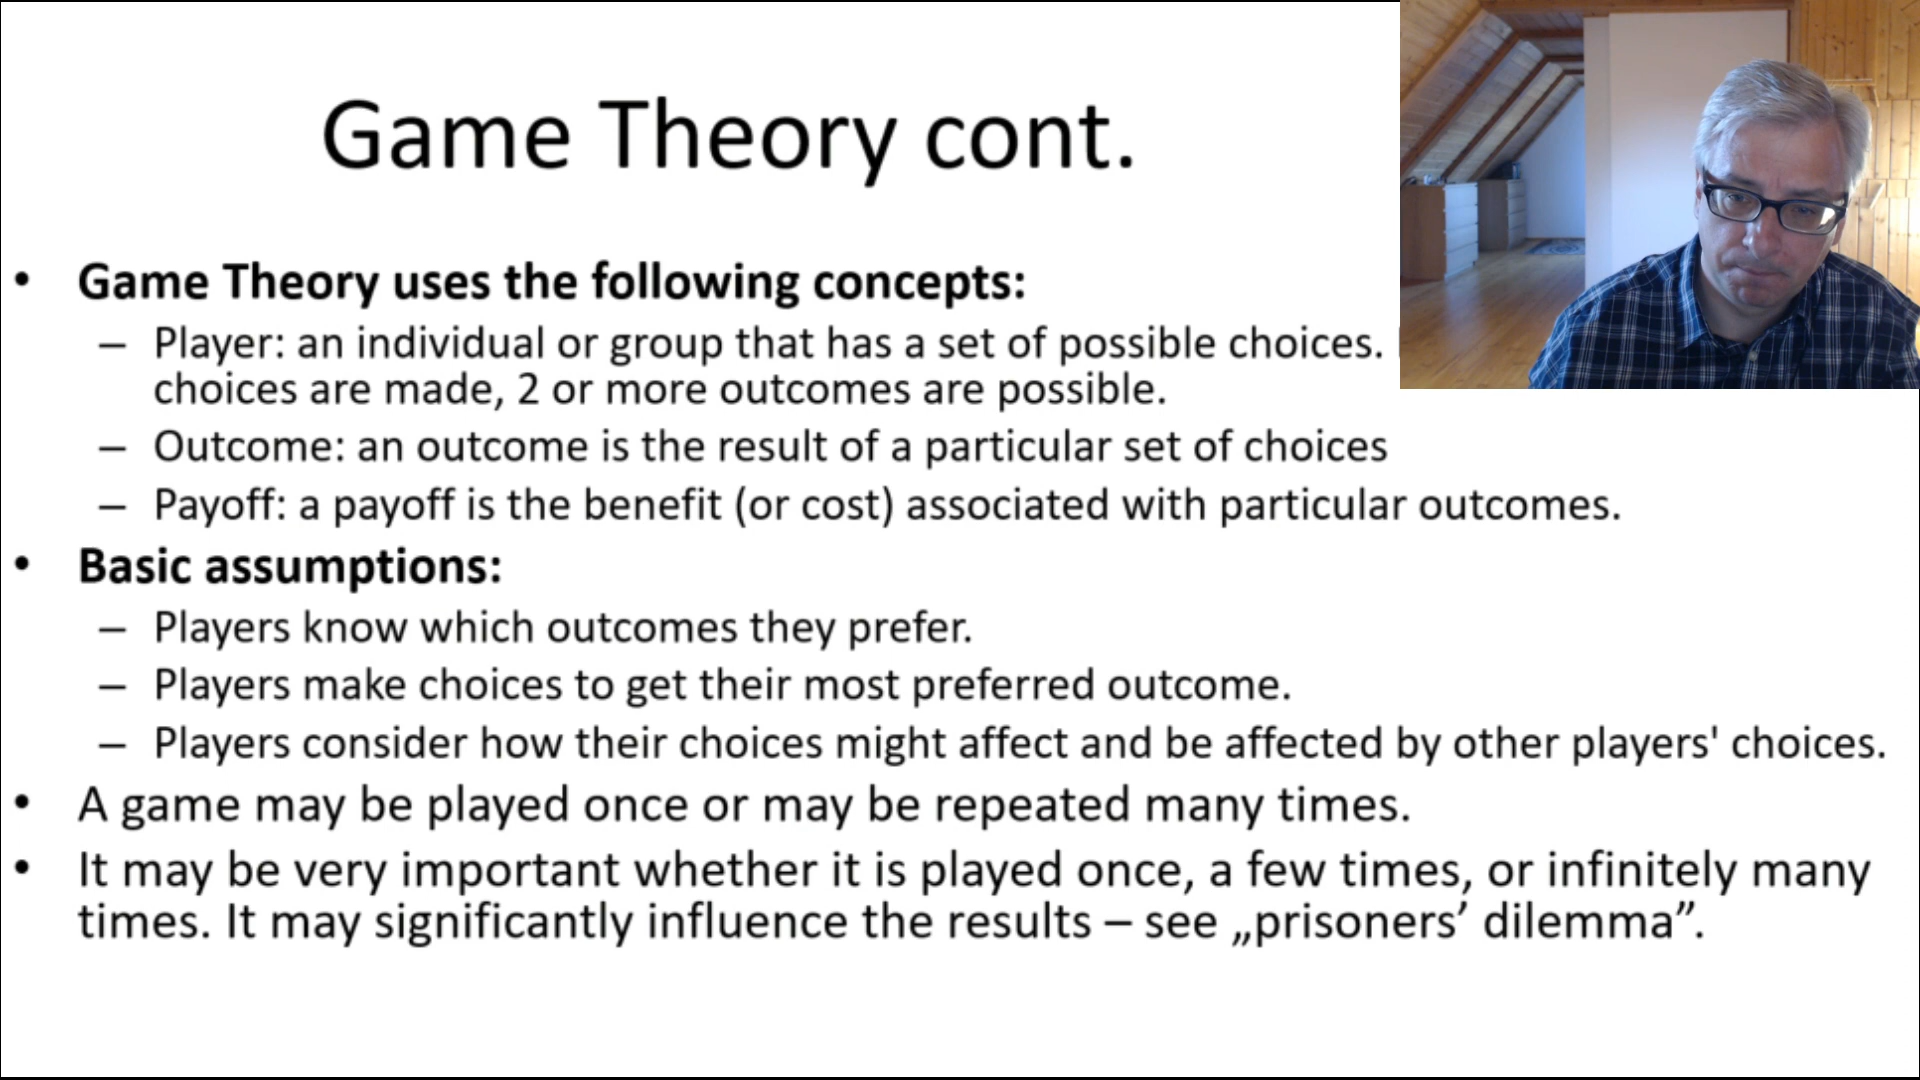 Game Theory cont.
• Game Theory uses the following concepts:
– Player: an individual or group that has a set of possible choices.
choices are made, 2 or more outcomes are possible.
– Outcome: an outcome is the result of a particular set of choices
– Payoff: a payoff is the benefit (or cost) associated with particular outcomes.
• Basic assumptions:
– Players know which outcomes they prefer.
– Players make choices to get their most preferred outcome.
– Players consider how their choices might affect and be affected by other players' choices.
• A game may be played once or may be repeated many times.
• It may be very important whether it is played once, a few times, or infinitely many
times. It may significantly influence the results – see „prisoners’ dilemma”.